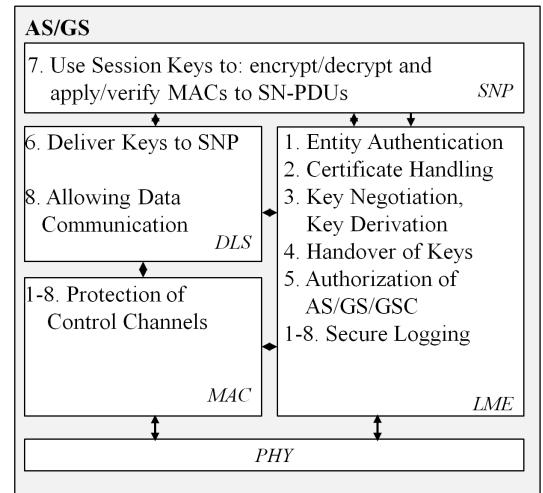 AS/GS
7. Use Session Keys to: encrypt/decrypt and
apply/verify MACs to SN-PDUs
SNP
6. Deliver Keys to SNP
8. Allowing Data
Communication
DLS
1. Entity Authentication
2. Certificate Handling
3. Key Negotiation,
Key Derivation
4. Handover of Keys
5. Authorization of
AS/GS/GSC
1-8. Secure Logging
LME
1-8. Protection of
Control Channels
MAC
PHY